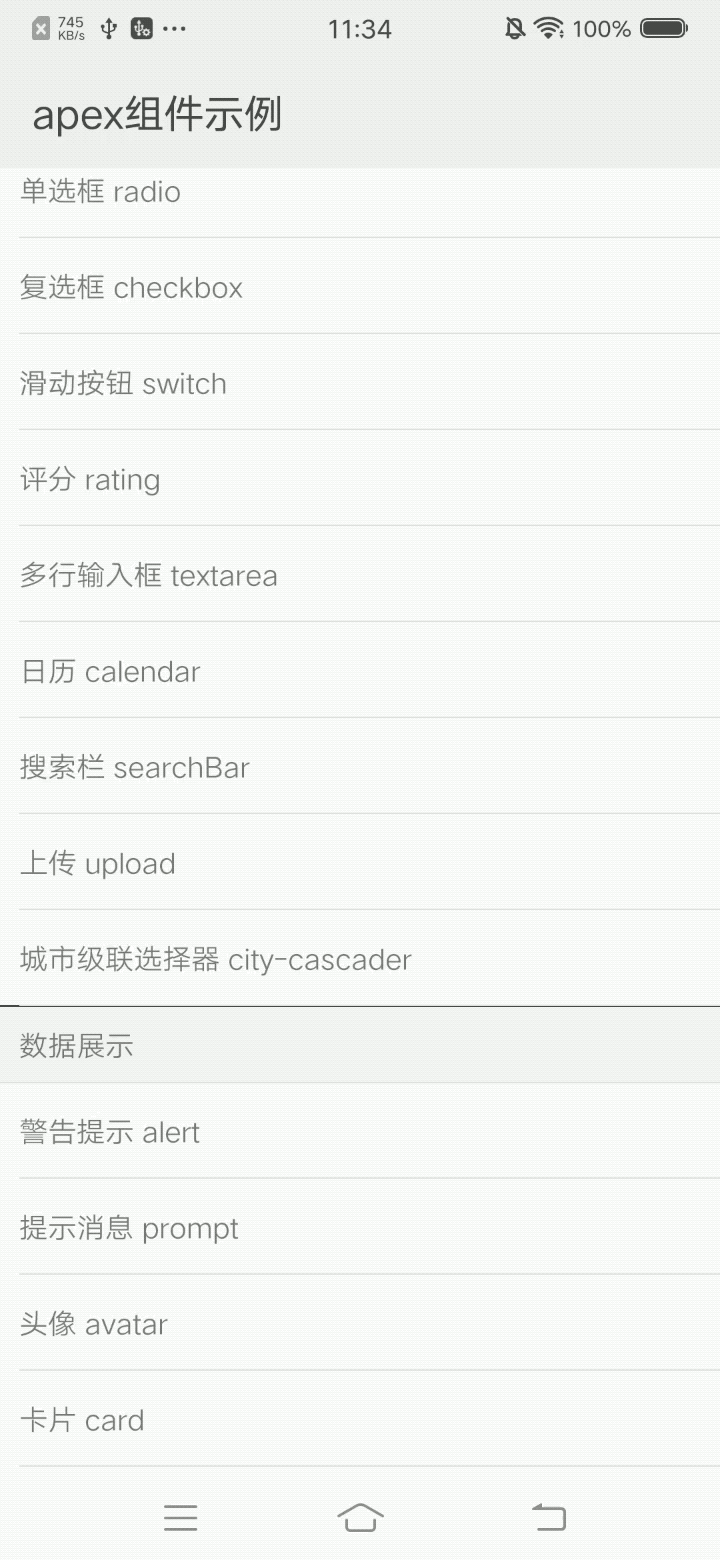 745
KB/s
11:34
100%
apex组件示例
单选框 radio
复选框 checkbox
滑动按钮 switch
评分 rating
多行输入框 textarea
日历 calendar
搜索栏 searchBar
上传 upload
城市级联选择器 city-cascader
数据展示
警告提示 alert
提示消息 prompt
头像 avatar
卡片 card